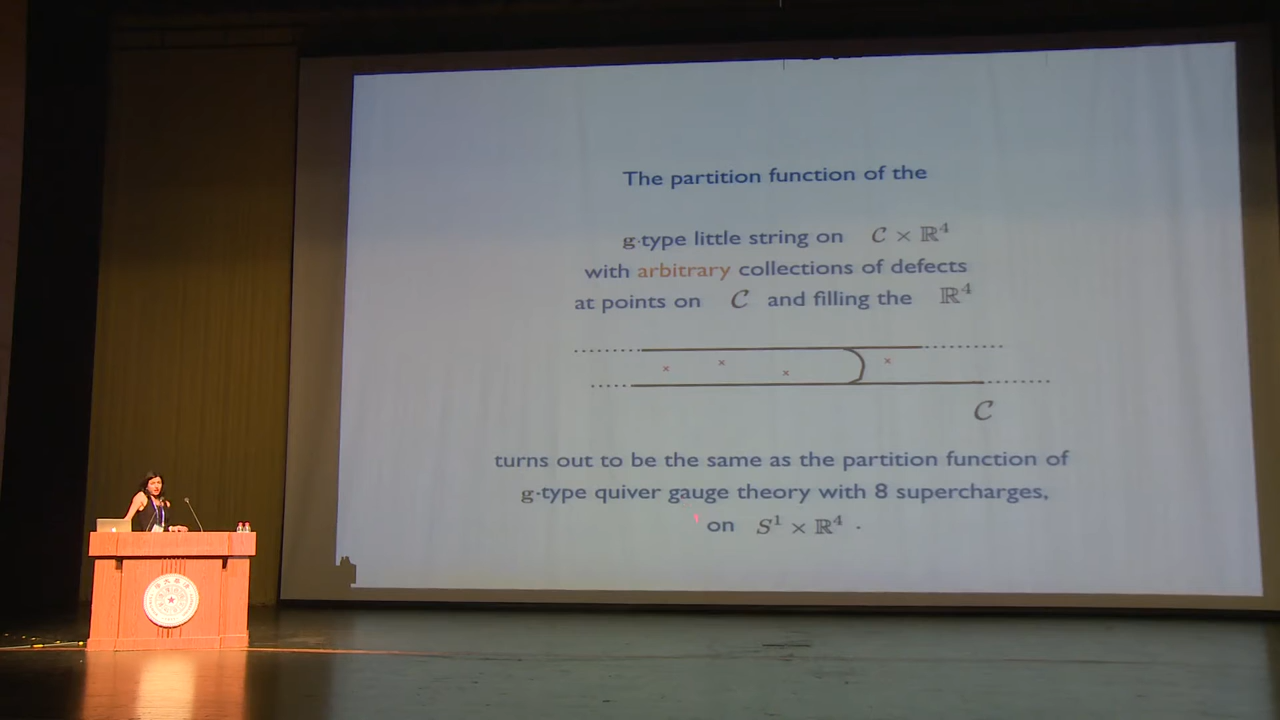 The partition function of the
g-type little string on 𝒞 × ℝ⁴
with arbitrary collections of defects
at points on 𝒞 and filling the ℝ⁴
× × × ×
𝒞
turns out to be the same as the partition function of
g-type quiver gauge theory with 8 supercharges,
on S¹ × ℝ⁴ .